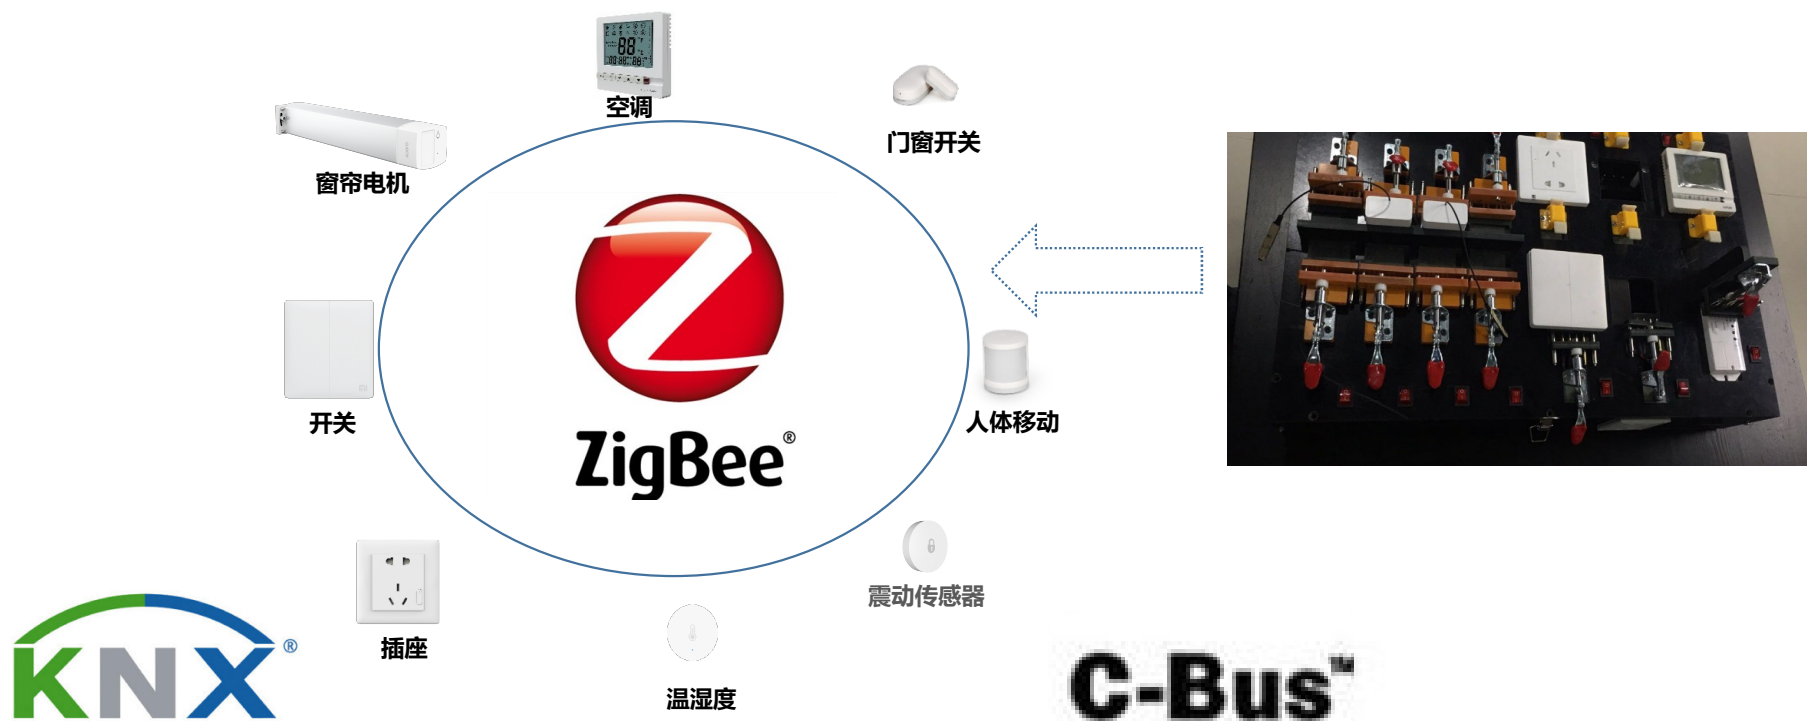 空调
门窗开关
窗帘电机
开关
ZigBee®
人体移动
震动传感器
插座
温湿度
KNX®
C-Bus™